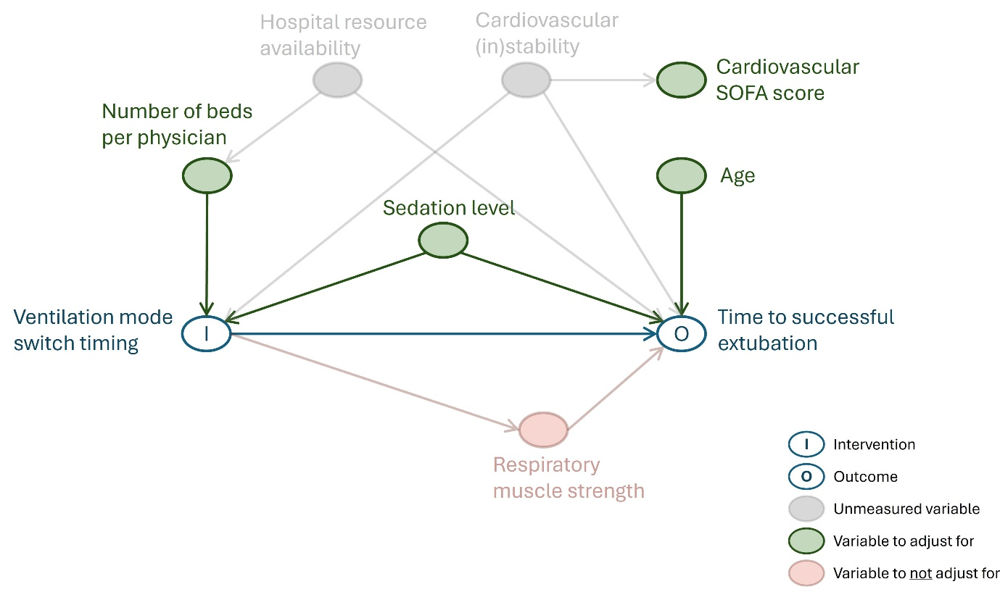 Hospital resource
availability
Cardiovascular
(in)stability
Cardiovascular
SOFA score
Number of beds
per physician
Age
Sedation level
Ventilation mode
switch timing
I
O
Time to successful
extubation
Respiratory
muscle strength
I Intervention
O Outcome
Unmeasured variable
Variable to adjust for
Variable to not adjust for